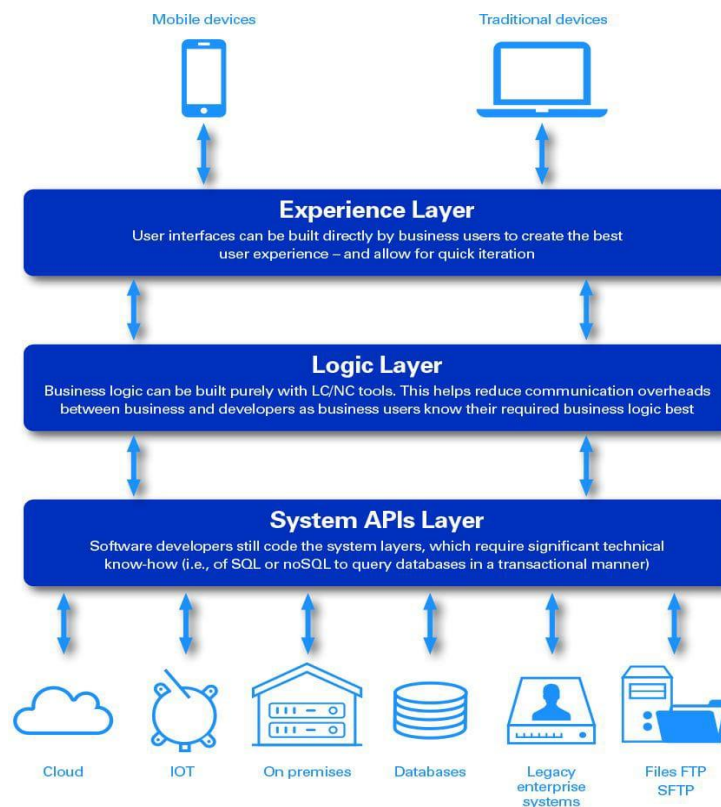 Mobile devices
Traditional devices
Experience Layer
User interfaces can be built directly by business users to create the best
user experience – and allow for quick iteration
Logic Layer
Business logic can be built purely with LC/NC tools. This helps reduce communication overheads
between business and developers as business users know their required business logic best
System APIs Layer
Software developers still code the system layers, which require significant technical
know-how (i.e., of SQL or noSQL to query databases in a transactional manner)
Cloud
IOT
On premises
Databases
Legacy
enterprise
systems
Files FTP
SFTP